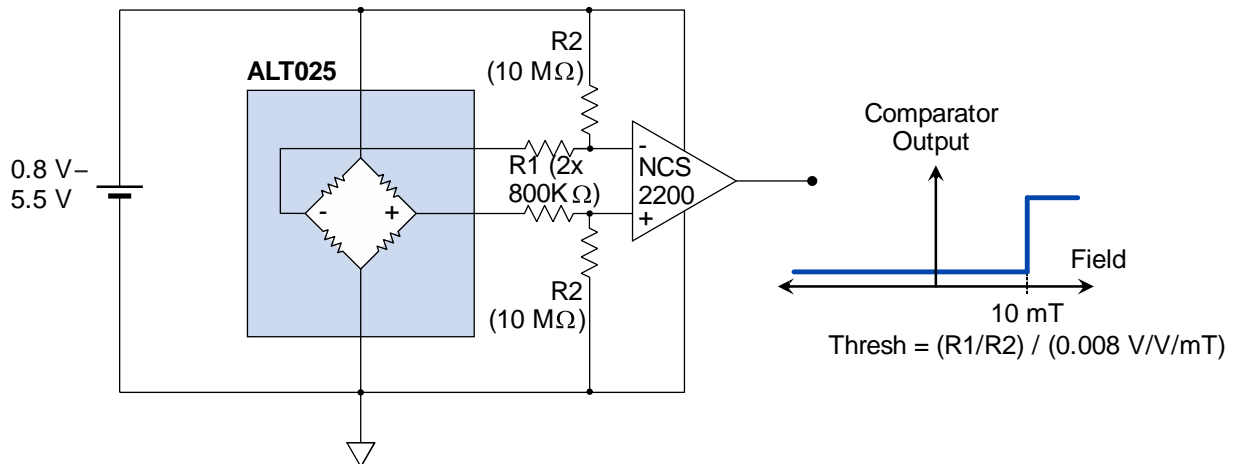 R2
(10 MΩ)
ALT025
0.8 V–
5.5 V
-
+
R1 (2x
800KΩ)
-
NCS
2200
+
R2
(10 MΩ)
Comparator
Output
Field
10 mT
Thresh = (R1/R2) / (0.008 V/V/mT)